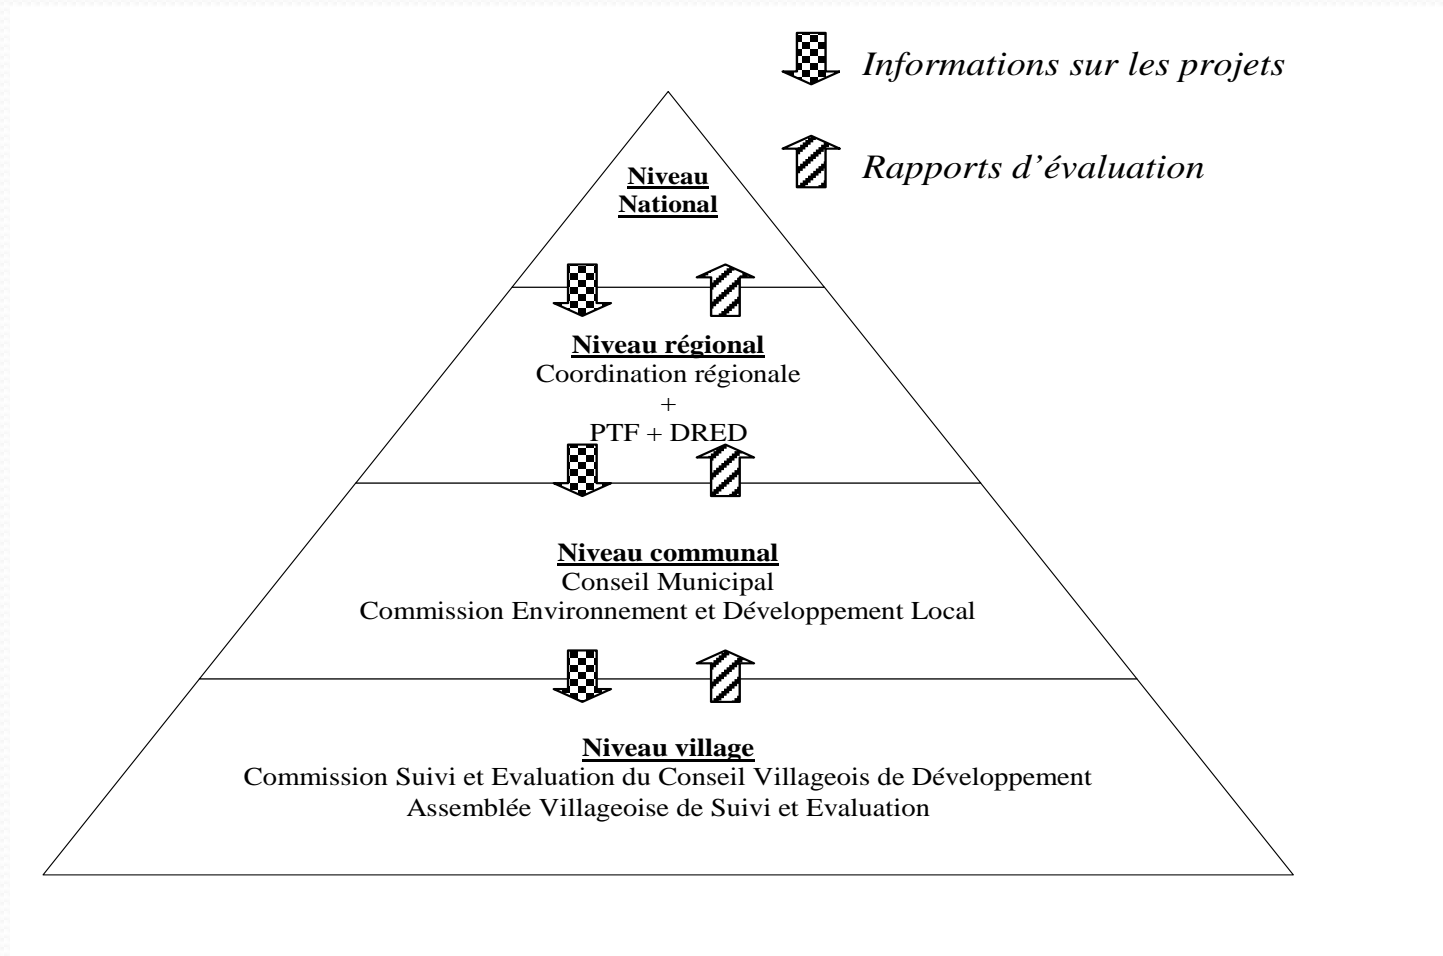 Informations sur les projets
Rapports d'évaluation
Niveau
National
Niveau régional
Coordination régionale
+
PTF + DRED
Niveau communal
Conseil Municipal
Commission Environnement et Développement Local
Niveau village
Commission Suivi et Evaluation du Conseil Villageois de Développement
Assemblée Villageoise de Suivi et Evaluation